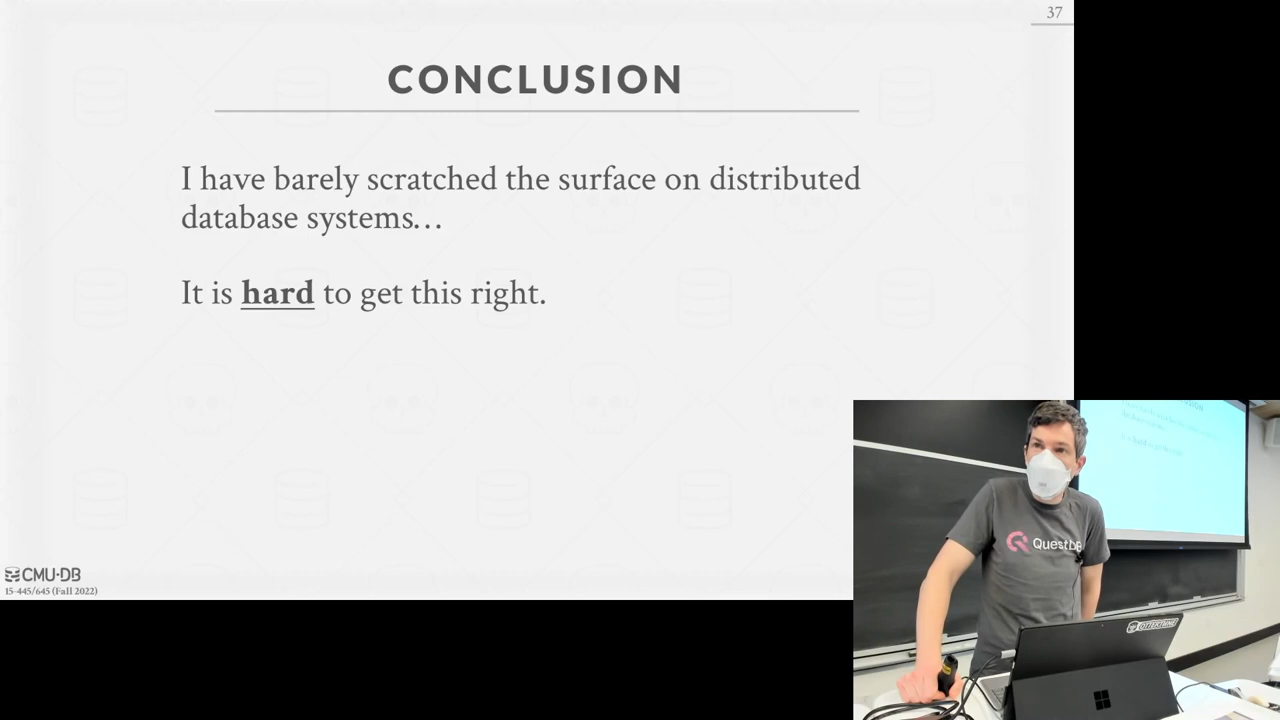 37
CONCLUSION
I have barely scratched the surface on distributed
database systems…
It is hard to get this right.
CMU·DB
15-445/645 (Fall 2022)
QuestDB